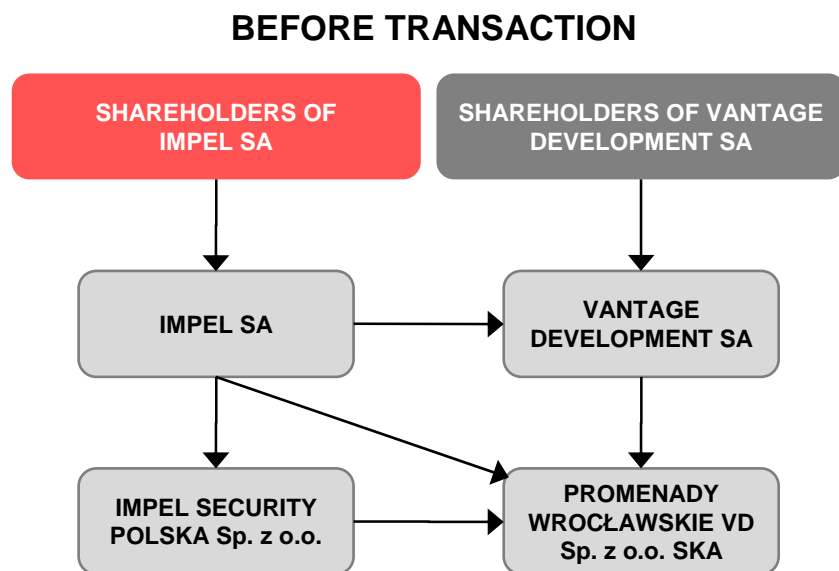 BEFORE TRANSACTION
SHAREHOLDERS OF
IMPEL SA
SHAREHOLDERS OF VANTAGE
DEVELOPMENT SA
IMPEL SA
VANTAGE
DEVELOPMENT SA
IMPEL SECURITY
POLSKA Sp. z o.o.
PROMENADY
WROCŁAWSKIE VD
Sp. z o.o. SKA